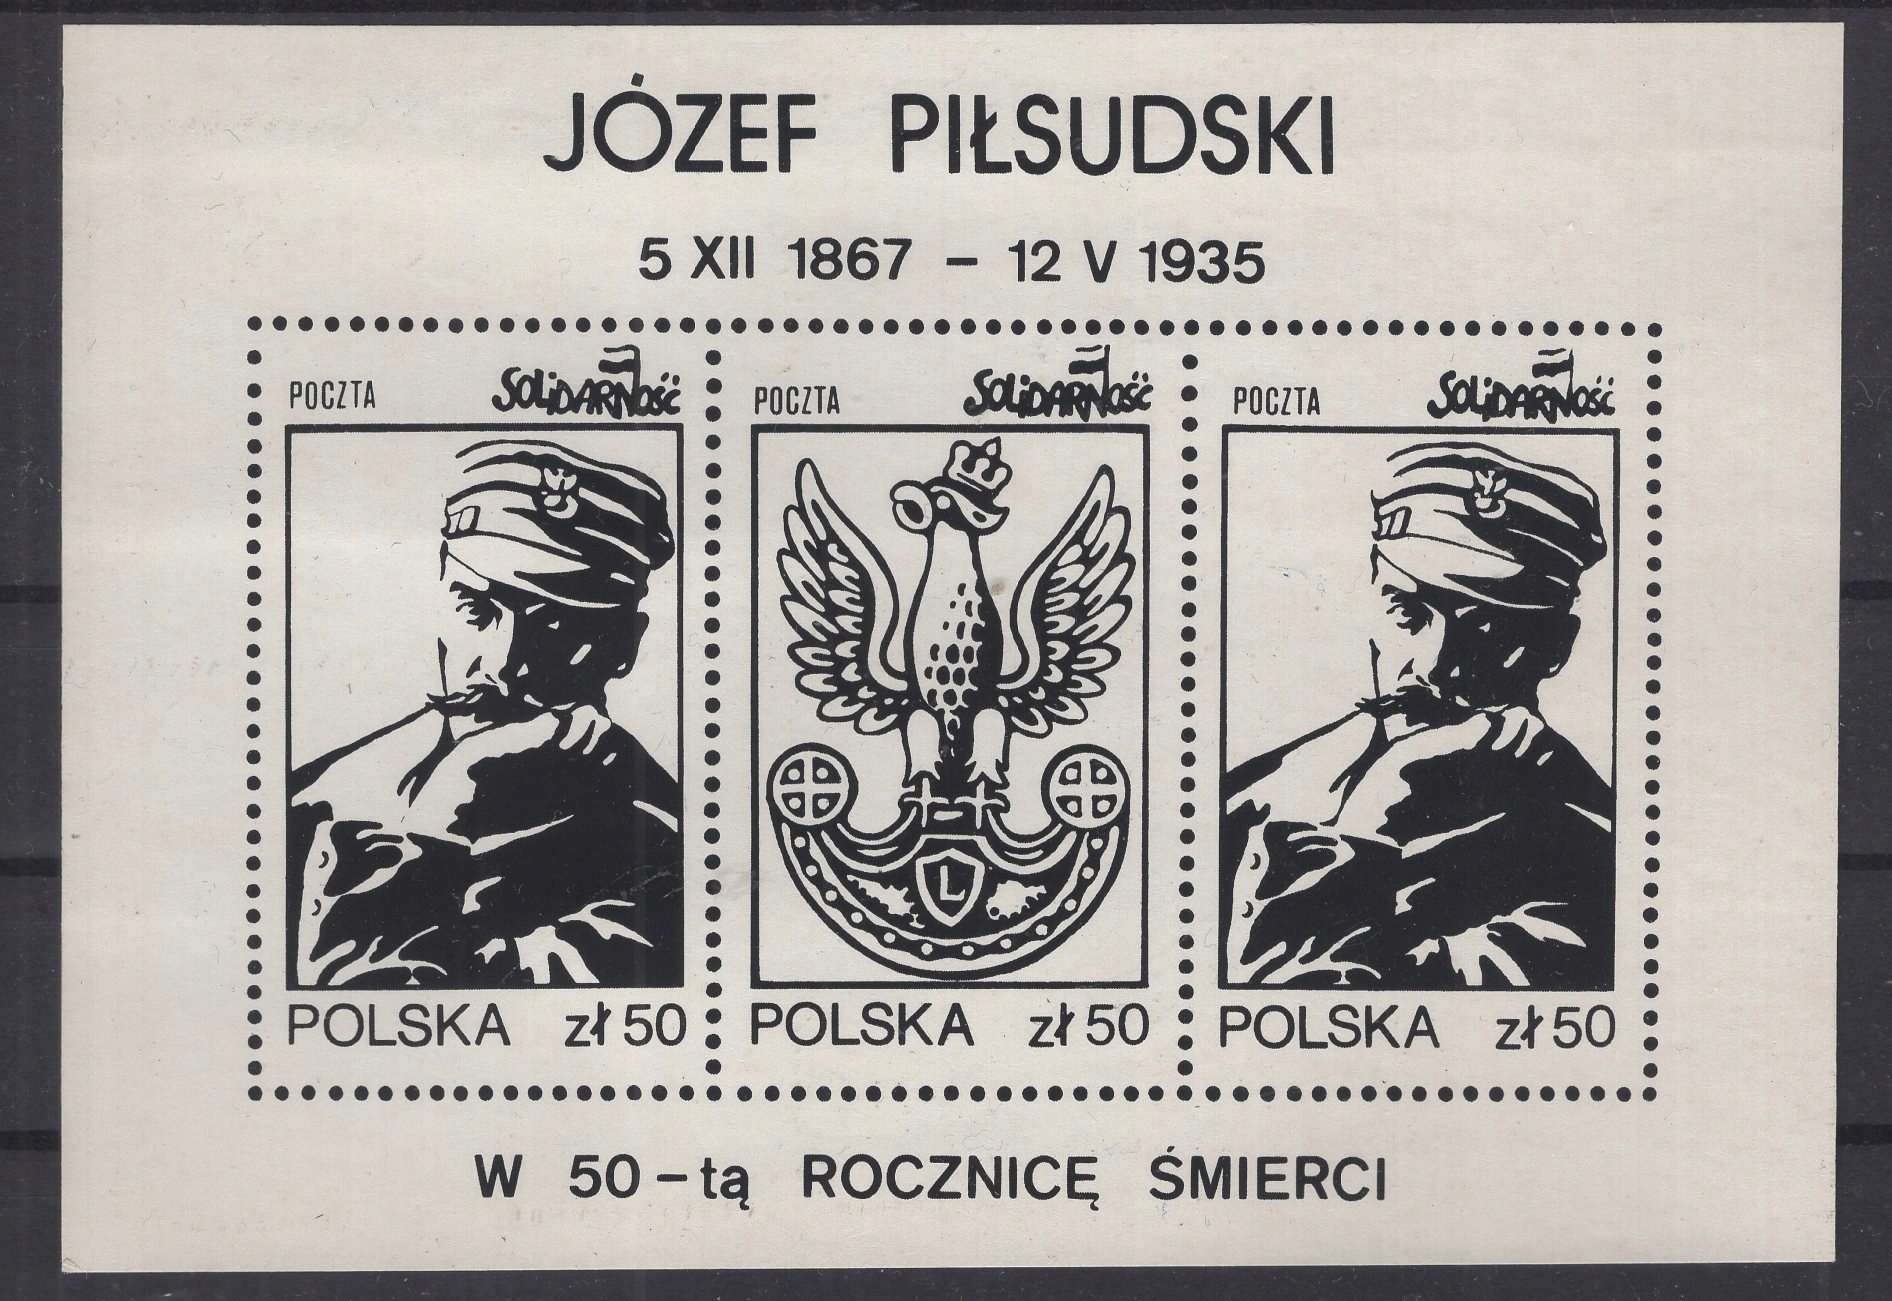 JÓZEF PIŁSUDSKI
5 XII 1867 – 12 V 1935
POCZTA SOLiDARNOŚĆ
POCZTA SOLiDARNOŚĆ
POCZTA SOLiDARNOŚĆ
L
POLSKA zł 50
POLSKA zł 50
POLSKA zł 50
W 50 – tą ROCZNICĘ ŚMIERCI